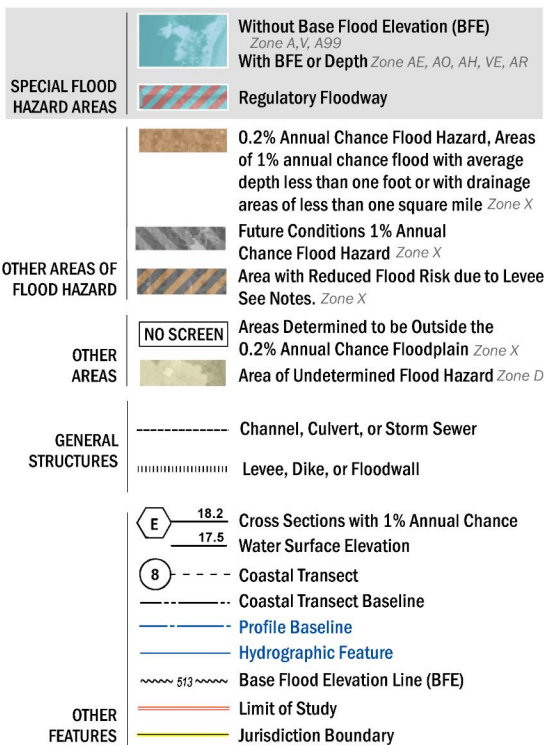 Without Base Flood Elevation (BFE)
Zone A,V, A99
With BFE or Depth Zone AE, AO, AH, VE, AR
SPECIAL FLOOD
HAZARD AREAS
Regulatory Floodway
0.2% Annual Chance Flood Hazard, Areas
of 1% annual chance flood with average
depth less than one foot or with drainage
areas of less than one square mile Zone X
Future Conditions 1% Annual
Chance Flood Hazard Zone X
OTHER AREAS OF
FLOOD HAZARD
Area with Reduced Flood Risk due to Levee
See Notes. Zone X
NO SCREEN
Areas Determined to be Outside the
0.2% Annual Chance Floodplain Zone X
OTHER
AREAS
Area of Undetermined Flood Hazard Zone D
GENERAL
STRUCTURES
Channel, Culvert, or Storm Sewer
Levee, Dike, or Floodwall
E 18.2 Cross Sections with 1% Annual Chance
17.5 Water Surface Elevation
8 Coastal Transect
Coastal Transect Baseline
Profile Baseline
Hydrographic Feature
513 Base Flood Elevation Line (BFE)
OTHER
FEATURES
Limit of Study
Jurisdiction Boundary